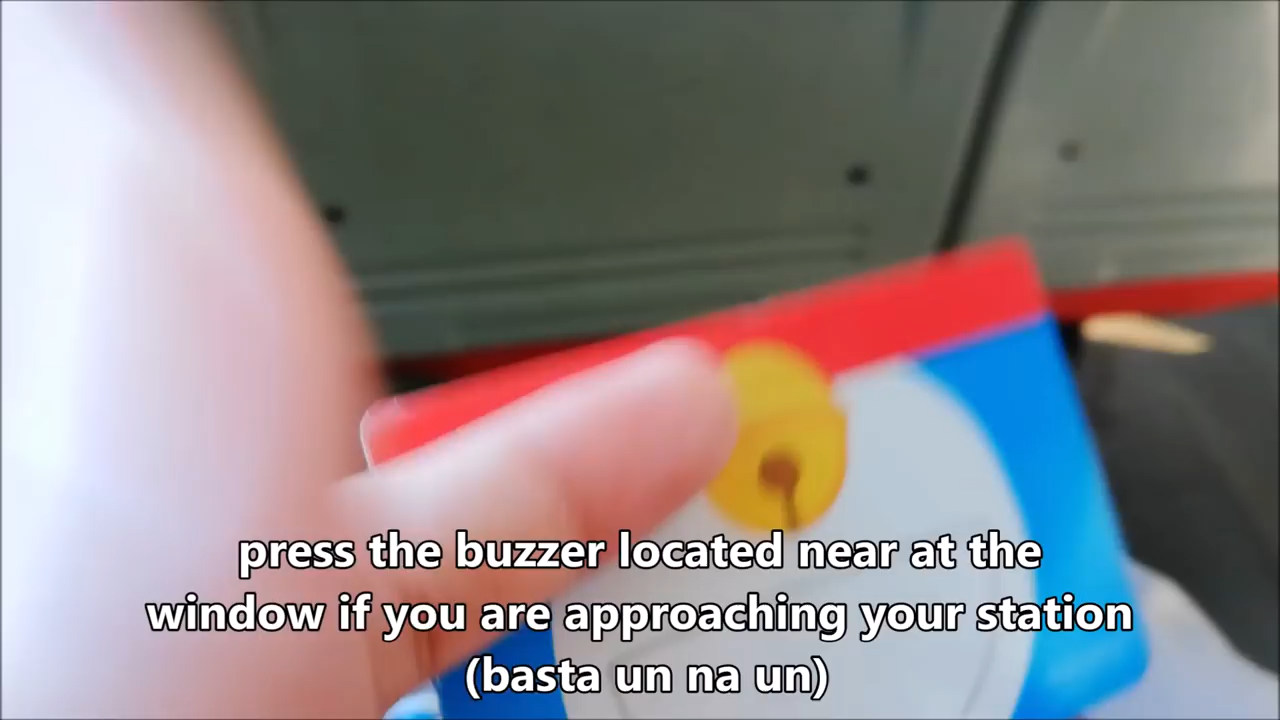 press the buzzer located near at the
window if you are approaching your station
(basta un na un)